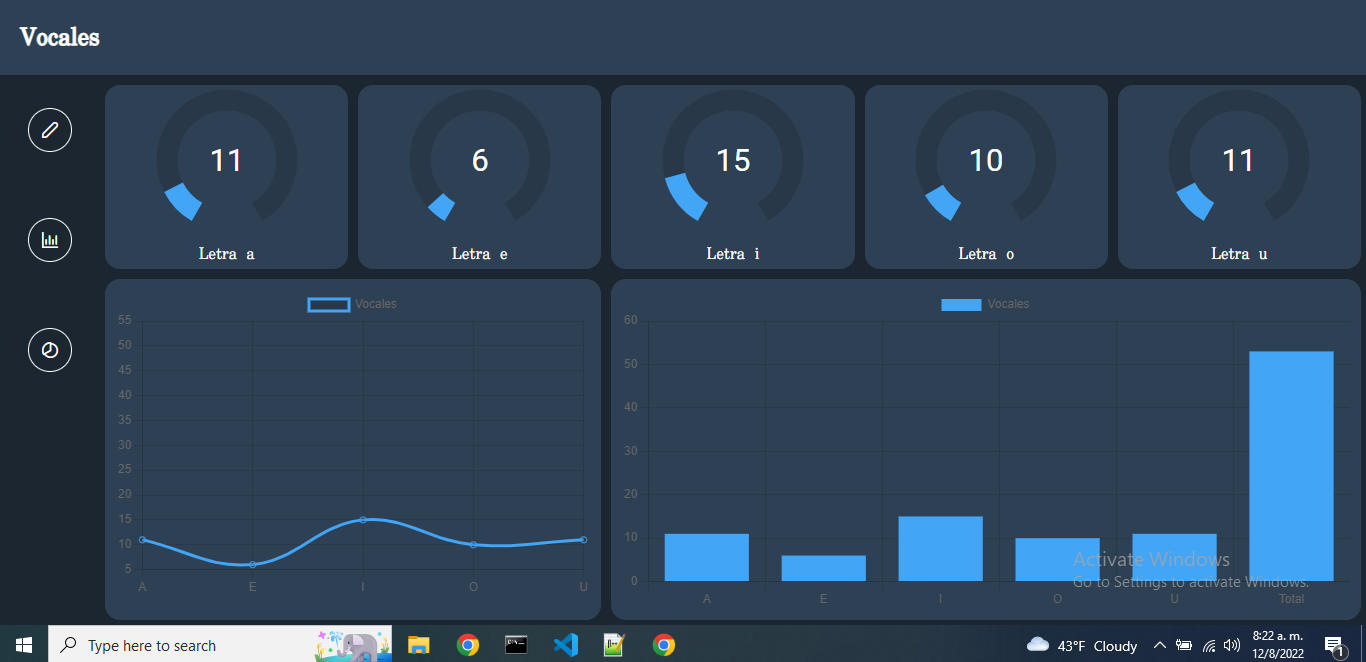 Vocales
11
6
15
10
11
Letra a
Letra e
Letra i
Letra o
Letra u
Vocales
55
50
45
40
35
30
25
20
15
10
5
A E I O U
Vocales
60
50
40
30
20
10
0
A E I O U Total
Activate Windows
Go to Settings to activate Windows.
Type here to search
43°F Cloudy
8:22 a. m.
12/8/2022
1